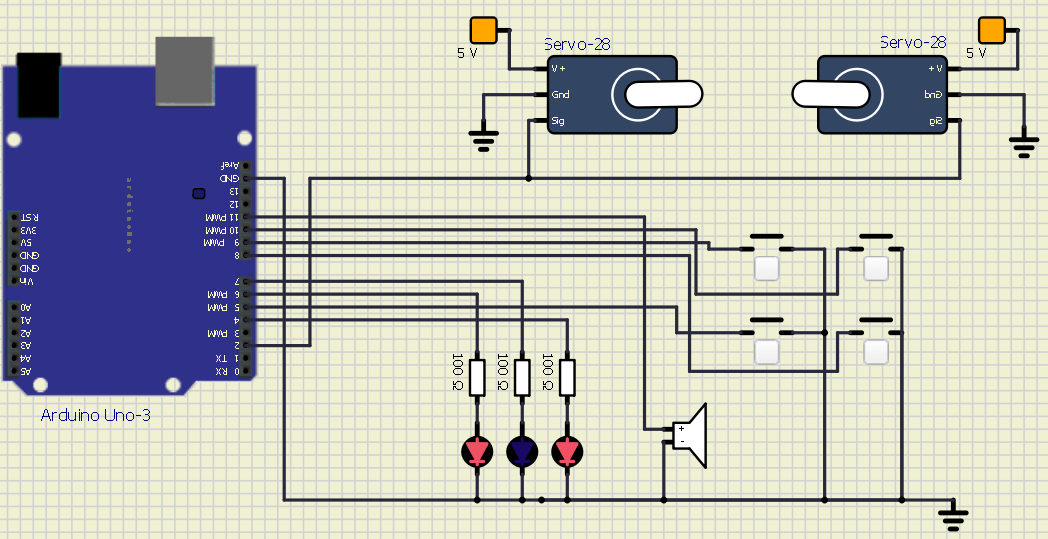 5 V
Servo-28
V+
Gnd
Sig
Servo-28
5 V
V+
Gnd
Sig
Aref
GND
13
12
11 PWM
10 PWM
9 PWM
8
7
6 PWM
5 PWM
4
3 PWM
2
1 TX
0 RX
RST
3V3
5V
GND
GND
Vin
A0
A1
A2
A3
A4
A5
arduino
Arduino Uno-3
100 Ω
100 Ω
100 Ω
+
-